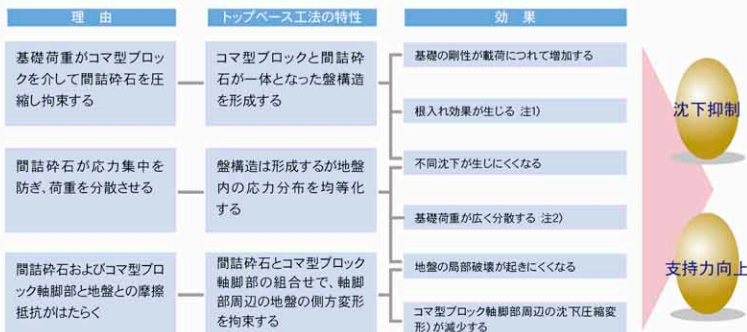 理由
トップベース工法の特性
効果
基礎荷重がコマ型ブロッ
クを介して間詰砕石を圧
縮し拘束する
コマ型ブロックと間詰砕
石が一体となった盤構造
を形成する
基礎の剛性が載荷につれて増加する
根入れ効果が生じる 注1)
不同沈下が生じにくくなる
間詰砕石が応力集中を
防ぎ、荷重を分散させる
盤構造は形成するが地盤
内の応力分布を均等化
する
基礎荷重が広く分散する 注2)
地盤の局部破壊が起きにくくなる
間詰砕石およびコマ型ブロ
ック軸脚部と地盤との摩擦
抵抗がはたらく
間詰砕石とコマ型ブロック
軸脚部の組合せで、軸脚
部周辺の地盤の側方変形
を拘束する
コマ型ブロック軸脚部周辺の沈下(圧縮変
形)が減少する
沈下抑制
支持力向上